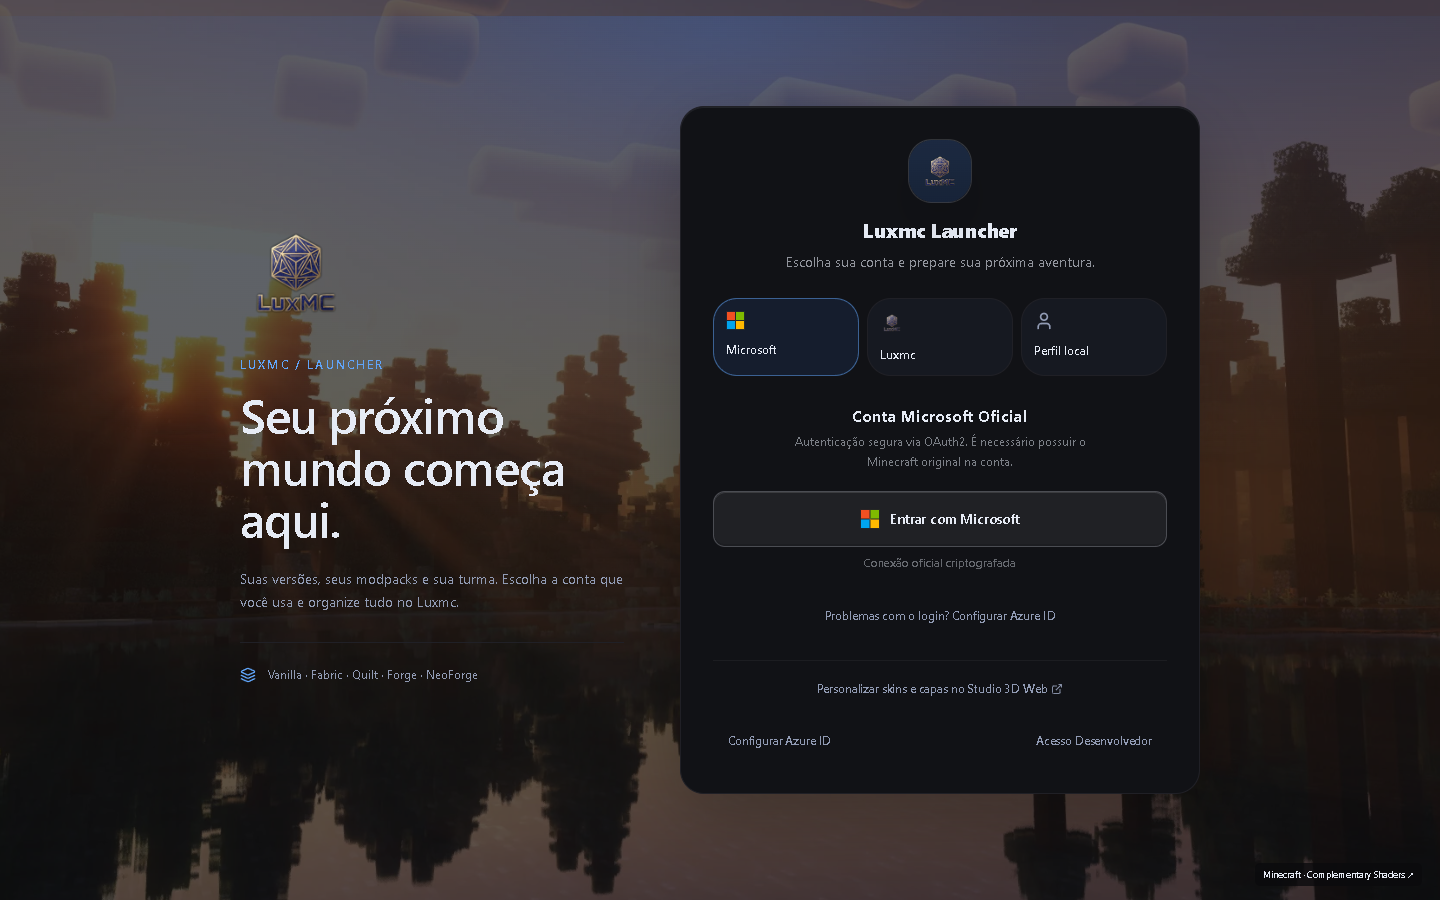 LuxMC
LUXMC / LAUNCHER
Seu próximo
mundo começa
aqui.
Suas versões, seus modpacks e sua turma. Escolha a conta que
você usa e organize tudo no Luxmc.
Vanilla · Fabric · Quilt · Forge · NeoForge
LuxMC
Luxmc Launcher
Escolha sua conta e prepare sua próxima aventura.
Microsoft
Luxmc
Perfil local
Conta Microsoft Oficial
Autenticação segura via OAuth2. É necessário possuir o
Minecraft original na conta.
Entrar com Microsoft
Conexão oficial criptografada
Problemas com o login? Configurar Azure ID
Personalizar skins e capas no Studio 3D Web
Configurar Azure ID
Acesso Desenvolvedor
Minecraft · Complementary Shaders ↗